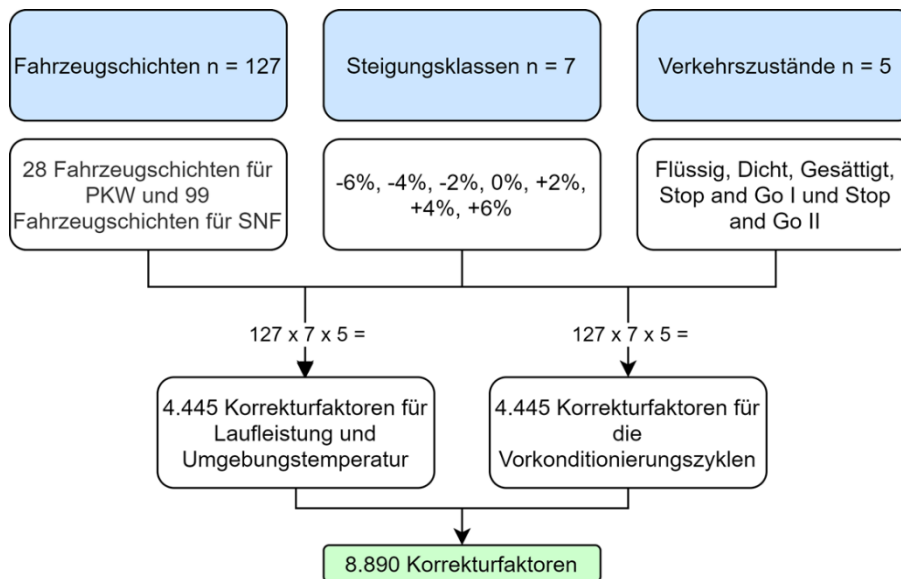 Fahrzeugschichten n = 127
Steigungsklassen n = 7
Verkehrszustände n = 5
28 Fahrzeugschichten für
PKW und 99
Fahrzeugschichten für SNF
-6%, -4%, -2%, 0%, +2%,
+4%, +6%
Flüssig, Dicht, Gesättigt,
Stop and Go I und Stop
and Go II
127 x 7 x 5 =
127 x 7 x 5 =
4.445 Korrekturfaktoren für
Laufleistung und
Umgebungstemperatur
4.445 Korrekturfaktoren für
die
Vorkonditionierungszyklen
8.890 Korrekturfaktoren